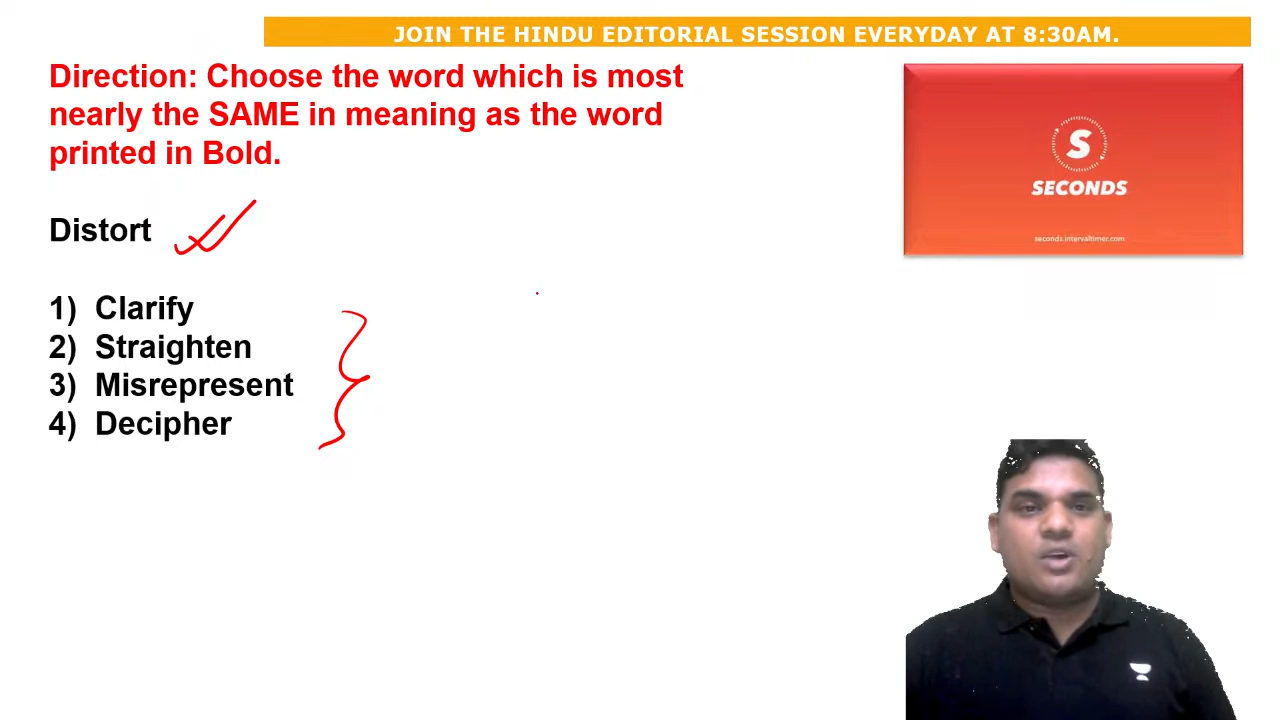 JOIN THE HINDU EDITORIAL SESSION EVERYDAY AT 8:30AM.
Direction: Choose the word which is most
nearly the SAME in meaning as the word
printed in Bold.
S
SECONDS
seconds.intervaltimer.com
Distort
1) Clarify
2) Straighten
3) Misrepresent
4) Decipher